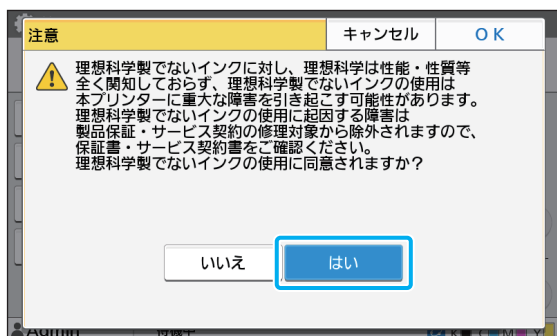 注意
キャンセル
OK
理想科学製でないインクに対し、理想科学は性能・性質等
全く関知しておらず、理想科学製でないインクの使用は
本プリンターに重大な障害を引き起こす可能性があります。
理想科学製でないインクの使用に起因する障害は
製品保証・サービス契約の修理対象から除外されますので、
保証書・サービス契約書をご確認ください。
理想科学製でないインクの使用に同意されますか？
いいえ
はい
Admin
待機中
K C M Y